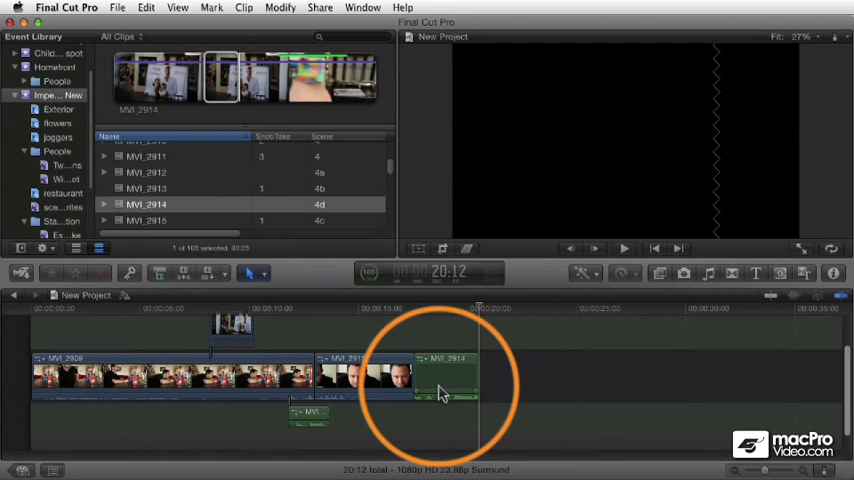 Final Cut Pro File Edit View Mark Clip Modify Share Window Help
Final Cut Pro
Event Library All Clips New Project Fit: 27%
Child... spot
Homefront
People
Impe... New
MVI_2914
Exterior
flowers
Name Shot/Take Scene
joggers
MVI_2911 3 4
People
MVI_2912 4a
Tw...ns
MVI_2913 1 4b
Wi...ot
restaurant
MVI_2914 4d
sce...rites
MVI_2915 1 4c
Sta...tion
Ex...ke
1 of 103 selected, 02:23
100 20:12
New Project
00:00:00:00 00:00:05:00 00:00:10:00 00:00:15:00 00:00:20:00 00:00:25:00 00:00:30:00 00:00:35:00
MVI_2909 MVI_2914
MVI...
macPro
Video.com
20:12 total - 1080p HD 23.98p Surround